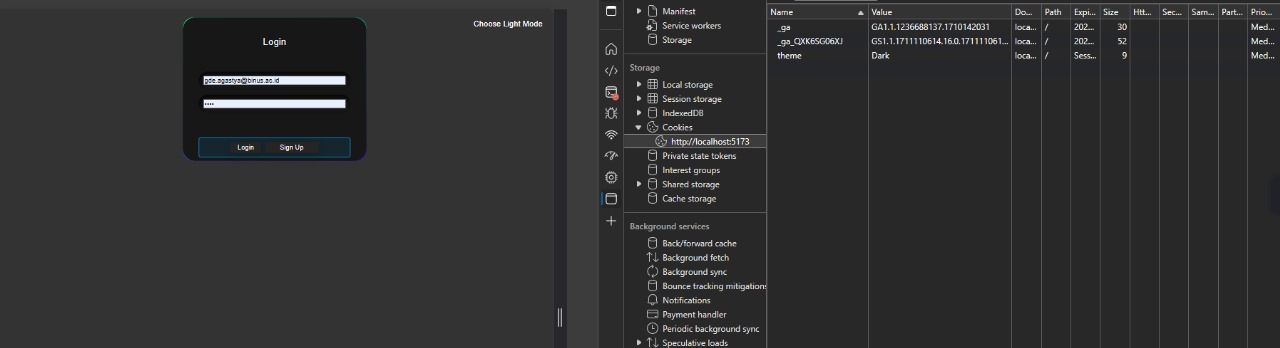 Choose Light Mode
Login
gde.agastya@binus.ac.id
••••
Login Sign Up
Manifest
Service workers
Storage
Storage
Local storage
Session storage
IndexedDB
Cookies
http://localhost:5173
Private state tokens
Interest groups
Shared storage
Cache storage
Background services
Back/forward cache
Background fetch
Background sync
Bounce tracking mitigations
Notifications
Payment handler
Periodic background sync
Speculative loads
Name Value Do... Path Expi... Size Htt... Sec... Sam... Part... Prio...
_ga GA1.1.1236688137.1710142031 loca... / 202... 30 Med...
_ga_QXK6SG06XJ GS1.1.1711110614.16.0.171111061... loca... / 202... 52 Med...
theme Dark loca... / Sess... 9 Med...